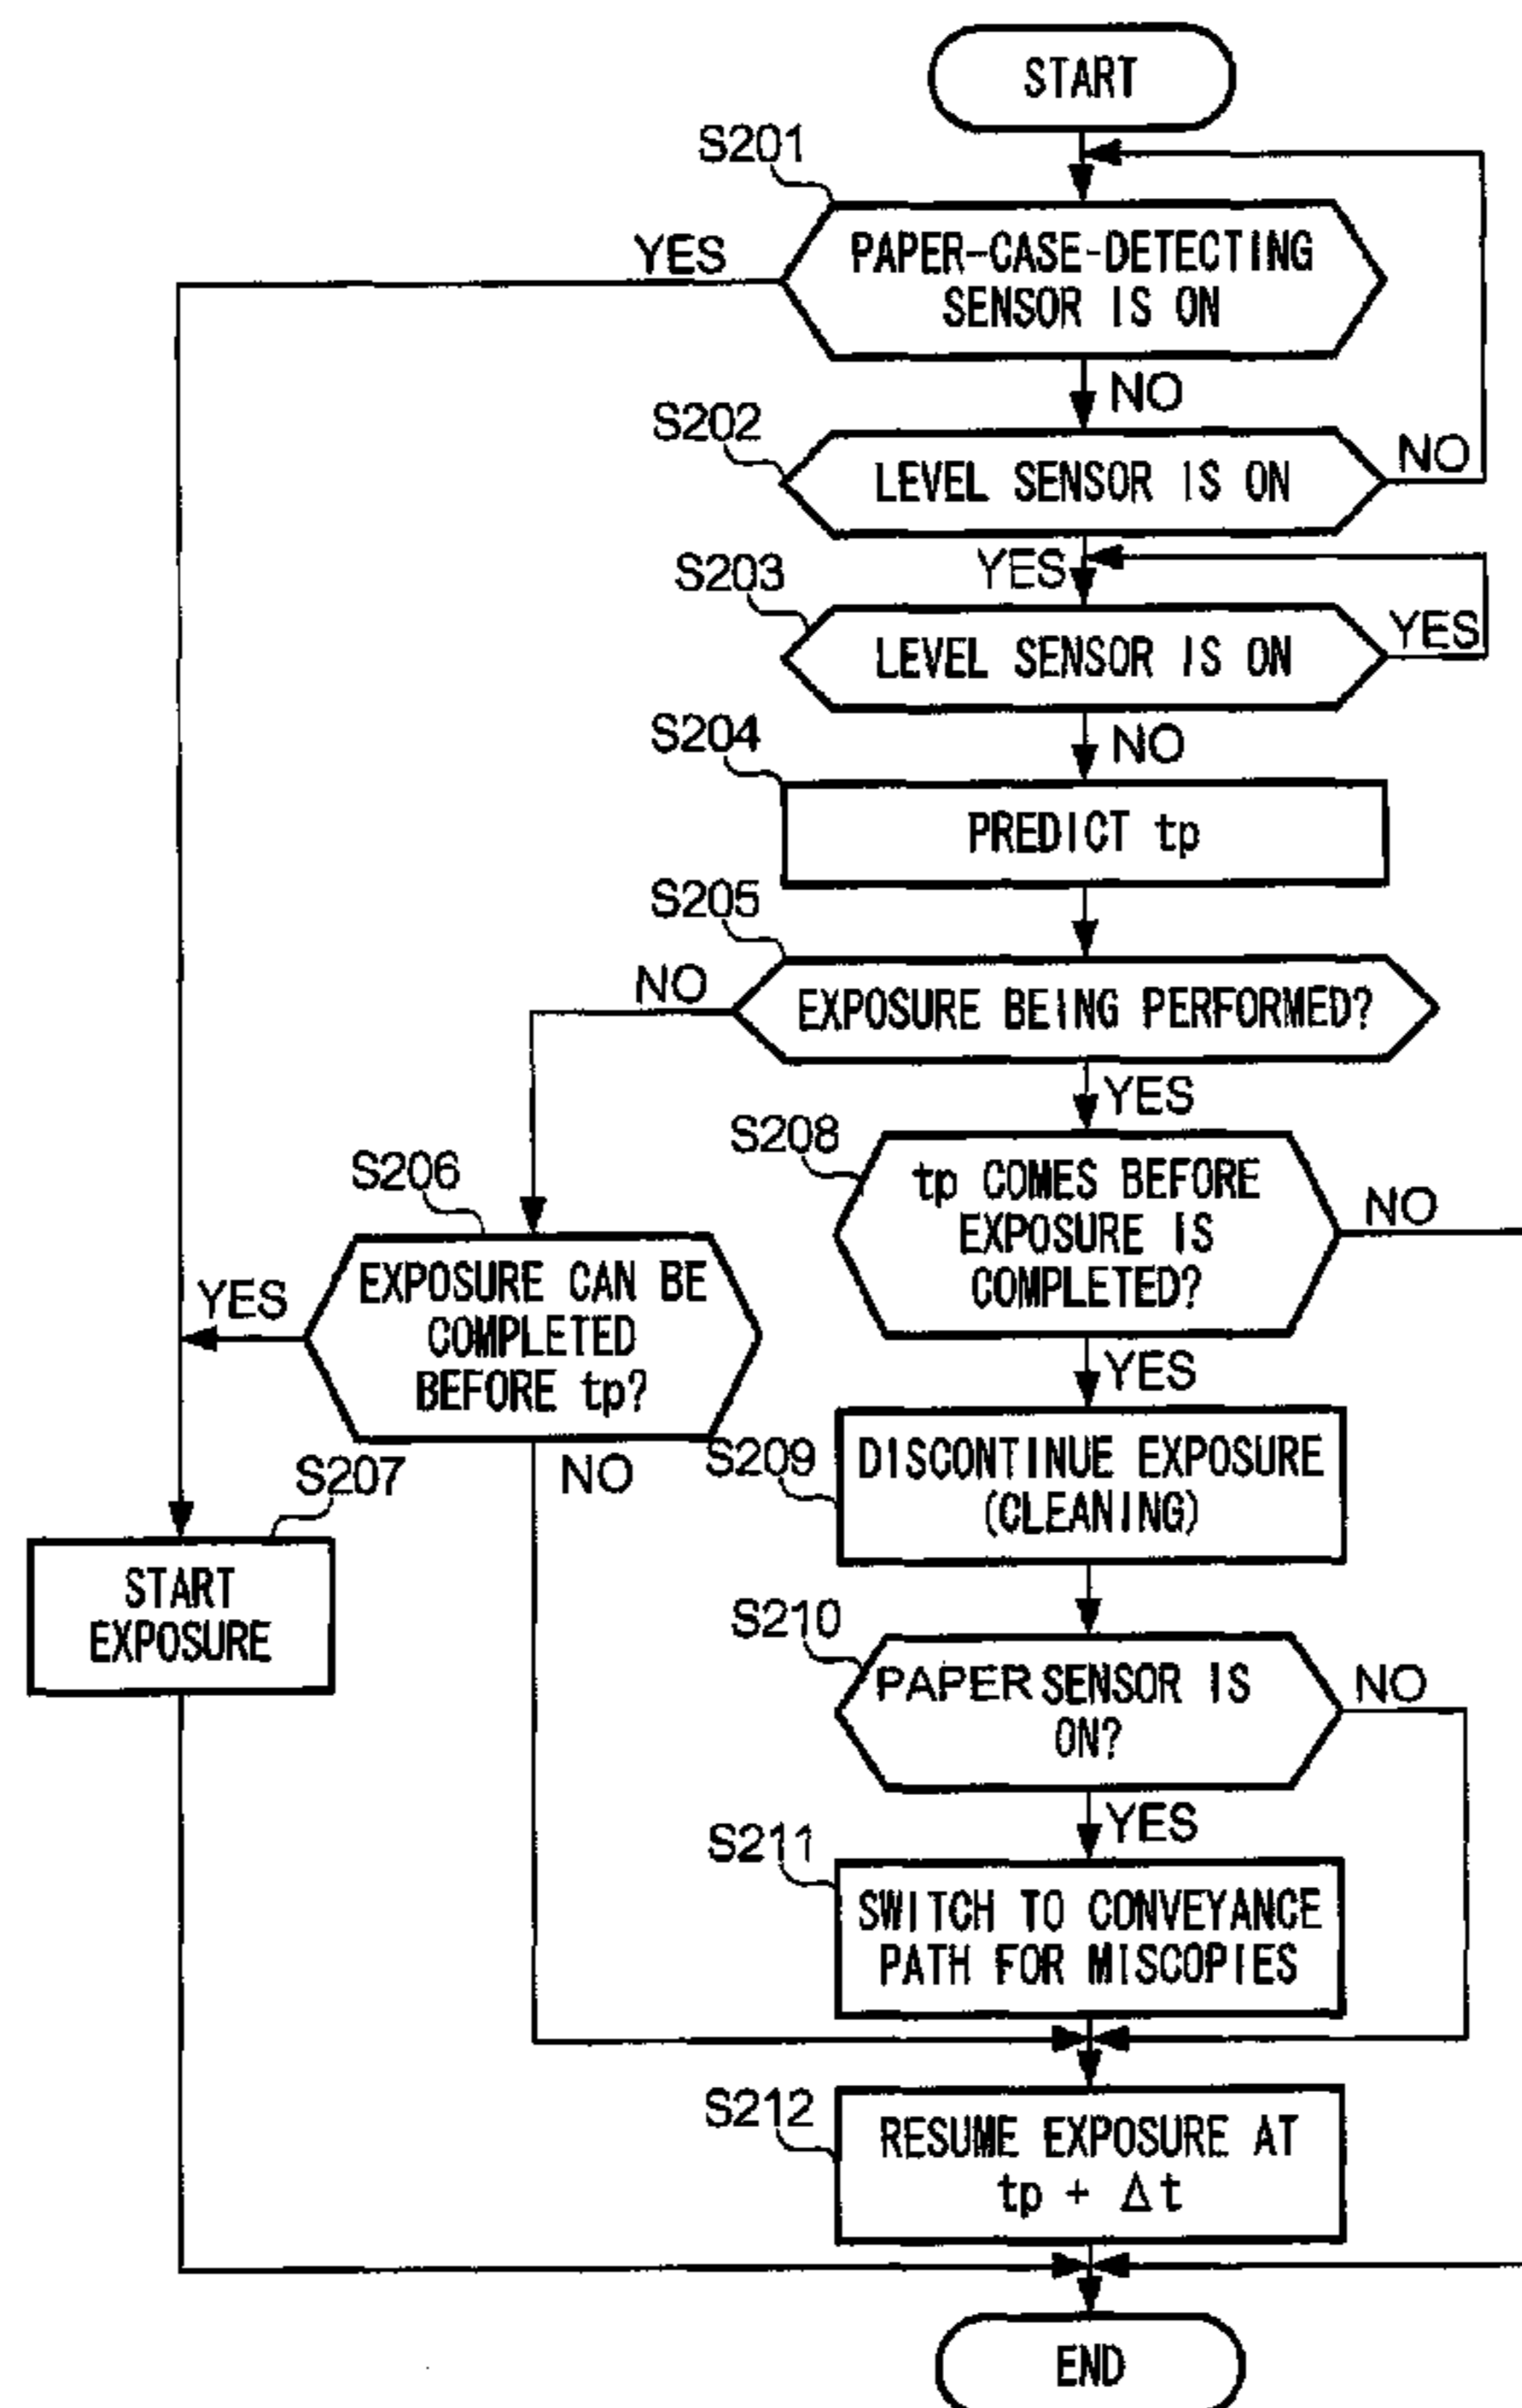 START
S201
PAPER-CASE-DETECTING
SENSOR IS ON
YES
NO
S202
LEVEL SENSOR IS ON
NO
YES
S203
LEVEL SENSOR IS ON
YES
NO
S204
PREDICT tp
S205
EXPOSURE BEING PERFORMED?
NO
YES
S206
EXPOSURE CAN BE
COMPLETED
BEFORE tp?
YES
NO
S207
START
EXPOSURE
S208
tp COMES BEFORE
EXPOSURE IS
COMPLETED?
NO
YES
S209
DISCONTINUE EXPOSURE
(CLEANING)
S210
PAPER SENSOR IS
ON?
NO
YES
S211
SWITCH TO CONVEYANCE
PATH FOR MISCOPIES
S212
RESUME EXPOSURE AT
tp + Δt
END